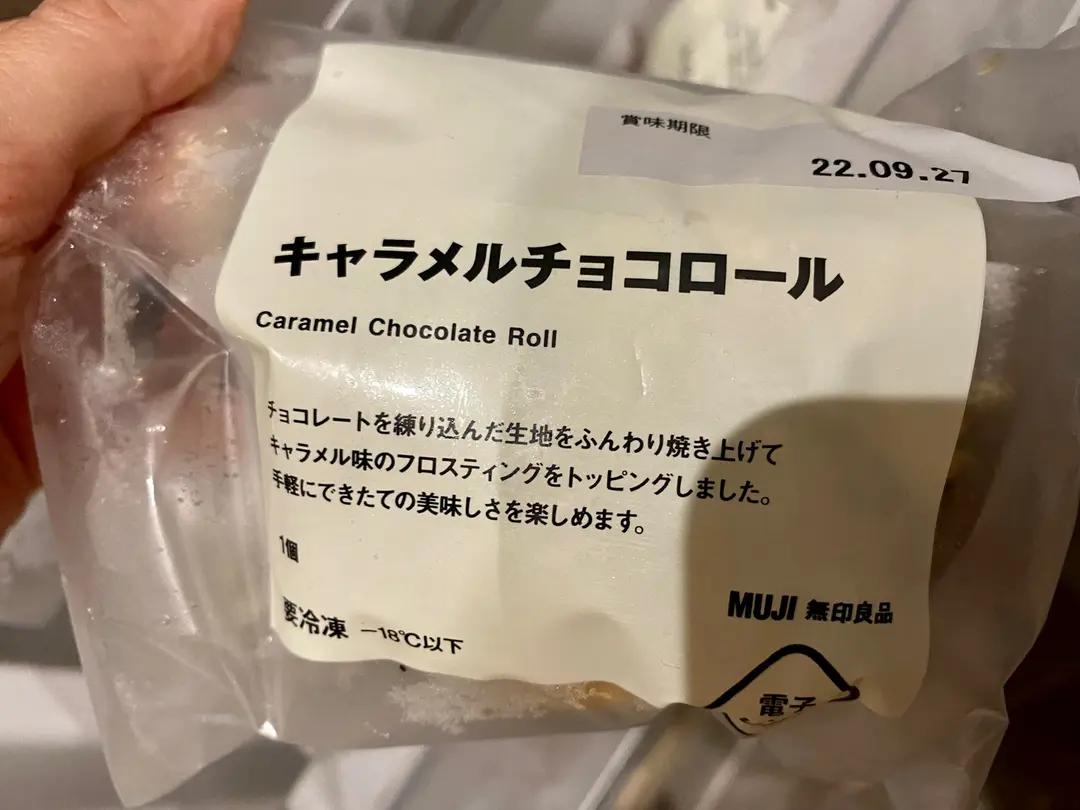 賞味期限
22.09.27
キャラメルチョコロール
Caramel Chocolate Roll
チョコレートを練り込んだ生地をふんわり焼き上げて
キャラメル味のフロスティングをトッピングしました。
手軽にできたての美味しさを楽しめます。
1個
要冷凍 −18℃以下
MUJI 無印良品
電子